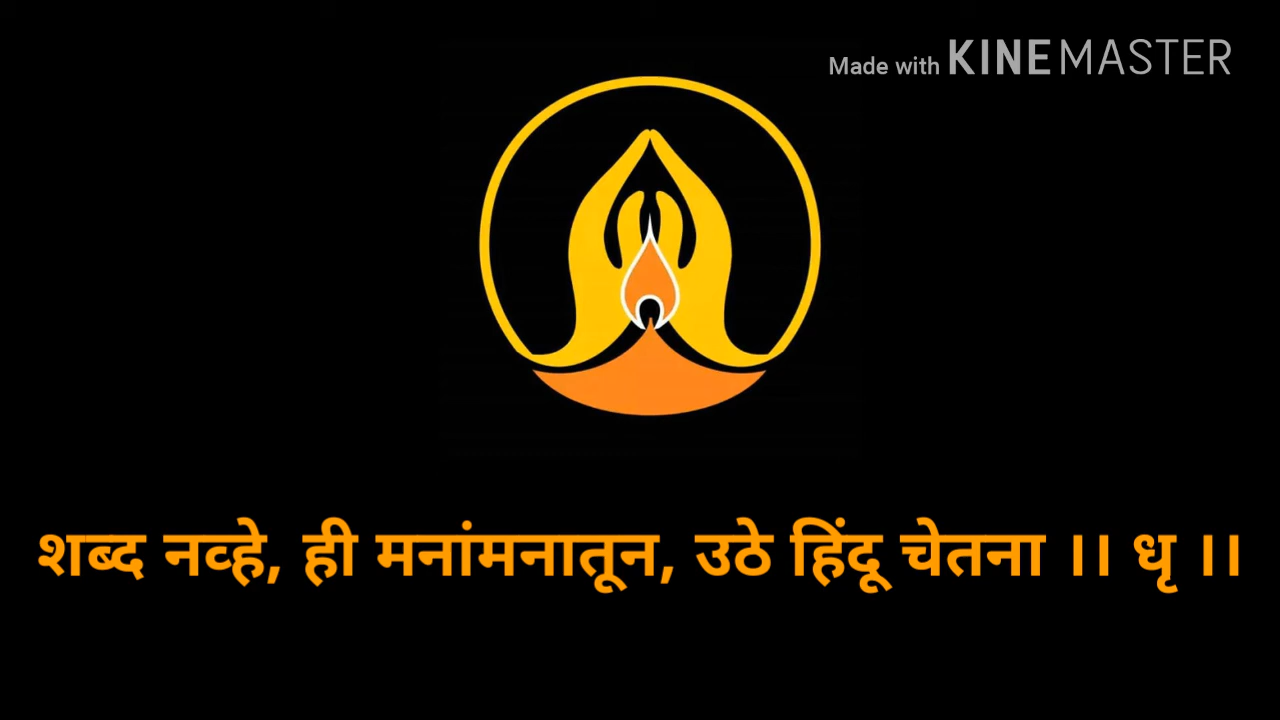 Made with KINEMASTER
शब्द नव्हे, ही मनांमनातून, उठे हिंदू चेतना ।। धृ ।।